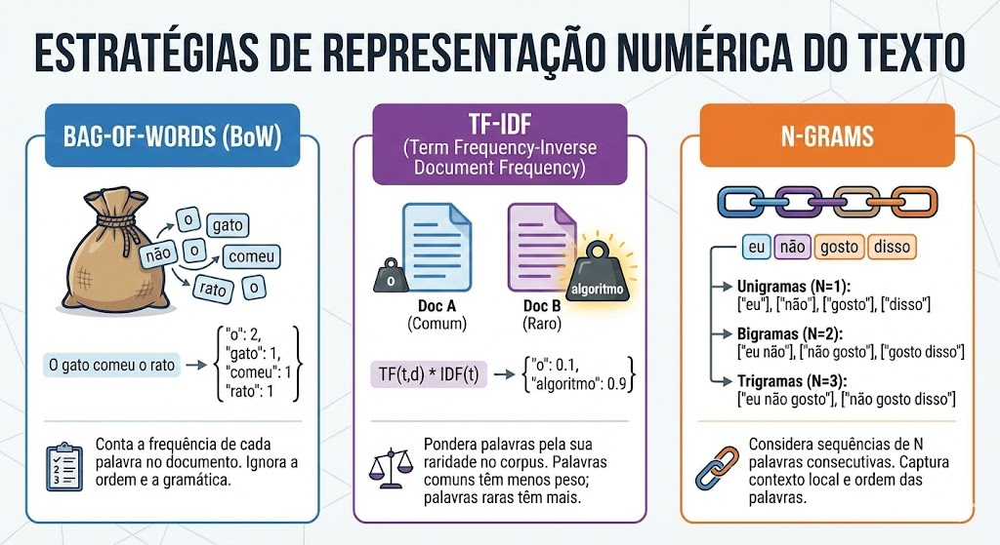 ESTRATÉGIAS DE REPRESENTAÇÃO NUMÉRICA DO TEXTO
BAG-OF-WORDS (BoW)
o
gato
não
o
comeu
rato
o
O gato comeu o rato
{"o": 2,
"gato": 1,
"comeu": 1
"rato": 1}
Conta a frequência de cada
palavra no documento. Ignora a
ordem e a gramática.
TF-IDF
(Term Frequency-Inverse
Document Frequency)
o
algoritmo
Doc A
(Comum)
Doc B
(Raro)
TF(t,d) * IDF(t)
{"o": 0.1,
"algoritmo": 0.9}
Pondera palavras pela sua
raridade no corpus. Palavras
comuns têm menos peso;
palavras raras têm mais.
N-GRAMS
eu não gosto disso
Unigramas (N=1):
["eu"], ["não"], ["gosto"], ["disso"]
Bigramas (N=2):
["eu não"], ["não gosto"], ["gosto disso"]
Trigramas (N=3):
["eu não gosto"], ["não gosto disso"]
Considera sequências de N
palavras consecutivas. Captura
contexto local e ordem das
palavras.